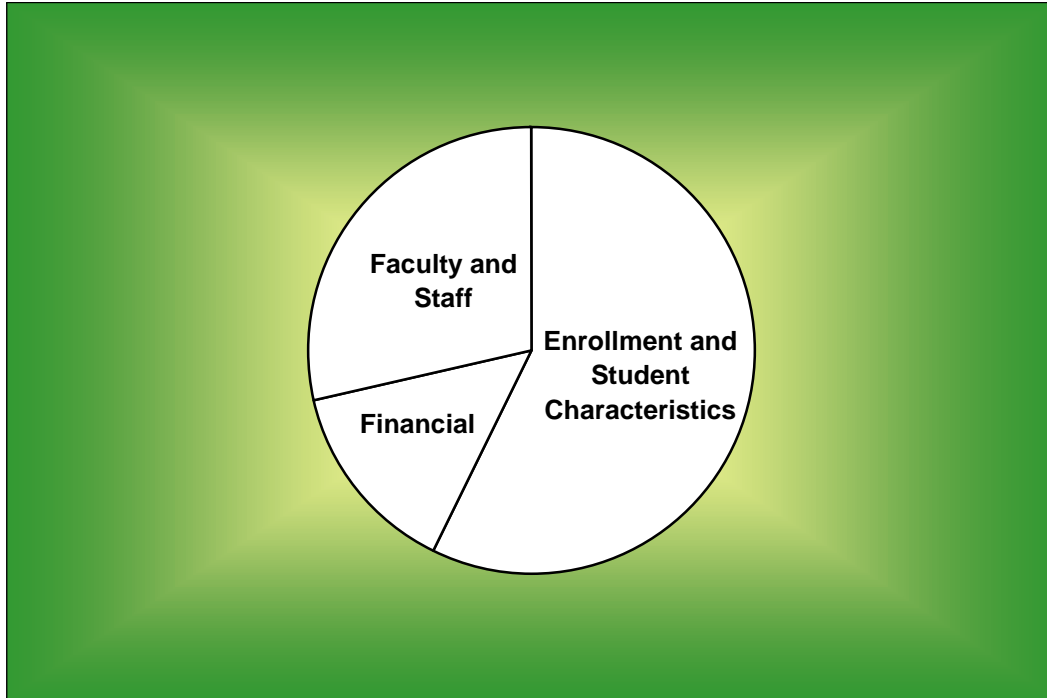 Faculty and
Staff
Enrollment and
Student
Characteristics
Financial